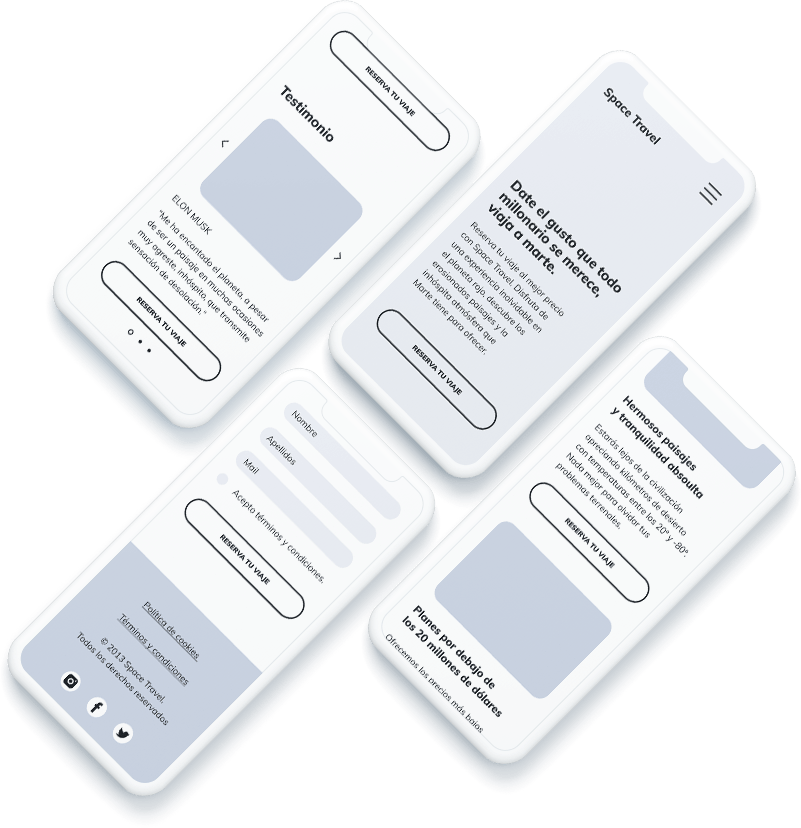 RESERVA TU VIAJE
Testimonio
ELON MUSK
"Me ha encantado el planeta, a pesar
de ser un paisaje en muchas ocasiones
muy agreste, inhóspito, que transmite
sensación de desolación."
RESERVA TU VIAJE
Space Travel
Date el gusto que todo
millonario se merece,
viaja a marte.
Reserva tu viaje al mejor precio
con Space Travel. Disfruta de
una experiencia inolvidable en
el planeta rojo, descubre los
erosionados paisajes y la
inhóspita atmósfera que
Marte tiene para ofrecer.
RESERVA TU VIAJE
Nombre
Apellidos
Mail
Acepto términos y condiciones.
RESERVA TU VIAJE
Política de cookies
Términos y condiciones
© 2013 Space Travel.
Todos los derechos reservados
Hermosos paisajes
y tranquilidad absoulta
Estarás lejos de la civilización
apreciando kilómetros de desierto
con temperaturas entre los 20° y -80°.
Nada mejor para olvidar tus
problemas terrenales.
RESERVA TU VIAJE
Planes por debajo de
los 20 millones de dólares
Ofrecemos los precios más bajos